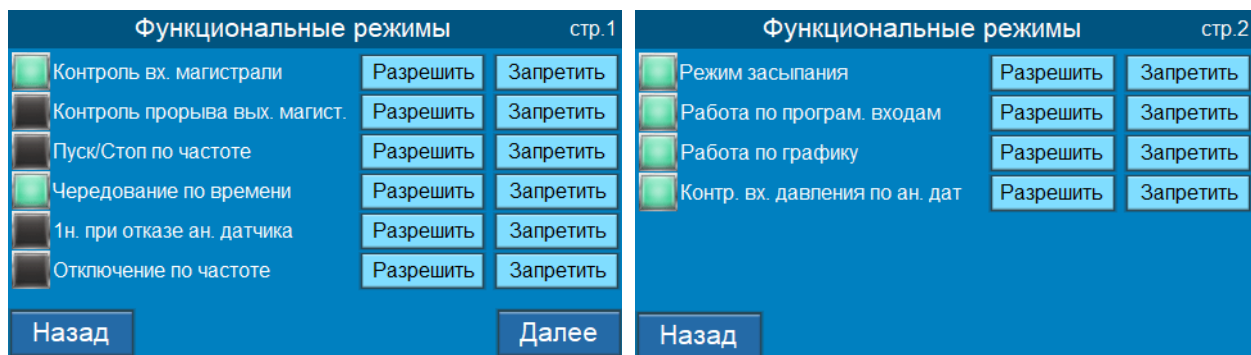 Функциональные режимы стр.1
Контроль вх. магистрали Разрешить Запретить
Контроль прорыва вых. магист. Разрешить Запретить
Пуск/Стоп по частоте Разрешить Запретить
Чередование по времени Разрешить Запретить
1н. при отказе ан. датчика Разрешить Запретить
Отключение по частоте Разрешить Запретить
Назад Далее
Функциональные режимы стр.2
Режим засыпания Разрешить Запретить
Работа по програм. входам Разрешить Запретить
Работа по графику Разрешить Запретить
Контр. вх. давления по ан. дат Разрешить Запретить
Назад